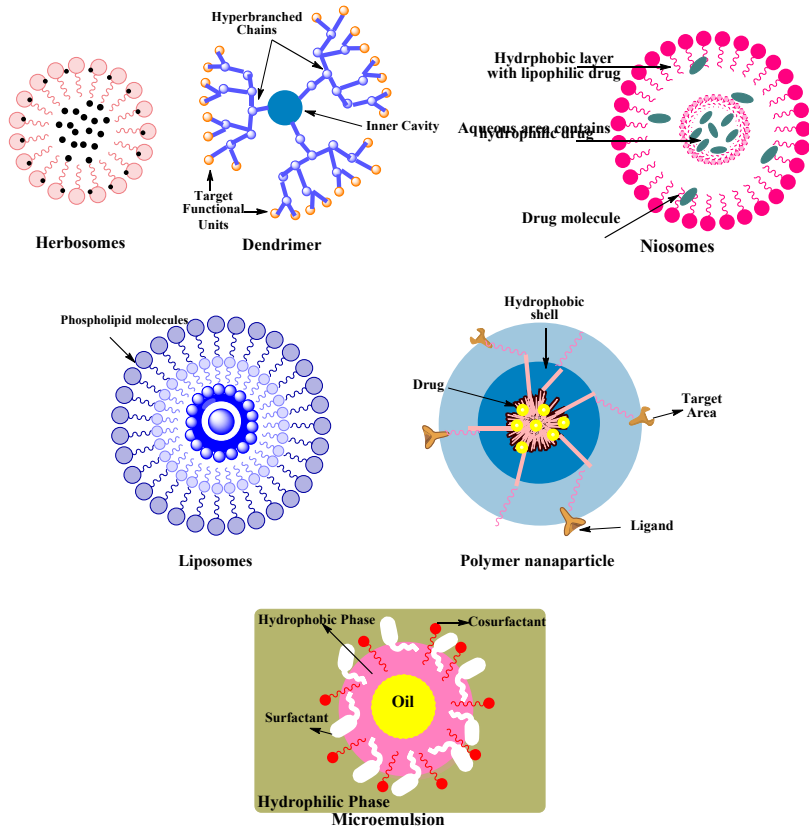 Hyperbranched
Chains
Inner Cavity
Target
Functional
Units
Herbosomes
Dendrimer
Hydrphobic layer
with lipophilic drug
Aqueous area contains
hydrophilic drug
Drug molecule
Niosomes
Phospholipid molecules
Liposomes
Hydrophobic
shell
Drug
Target
Area
Ligand
Polymer nanaparticle
Hydrophobic Phase
Cosurfactant
Oil
Surfactant
Hydrophilic Phase
Microemulsion